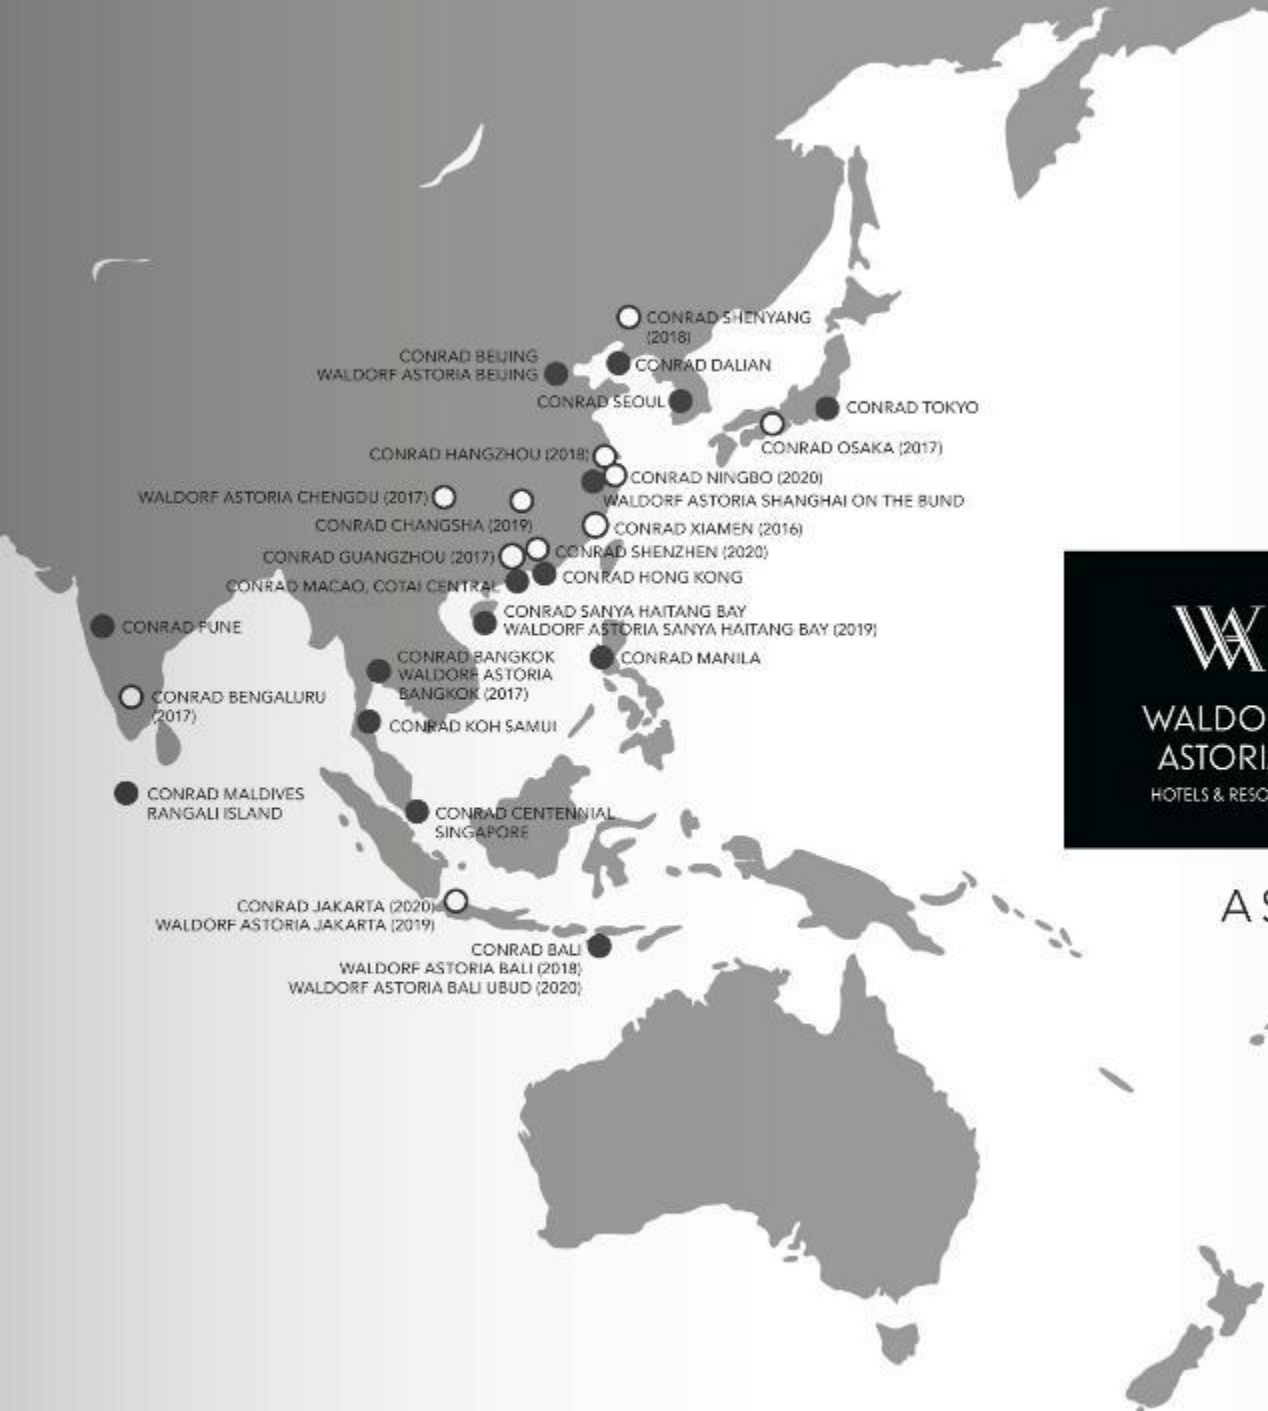 CONRAD SHENYANG
(2018)
CONRAD BEIJING
WALDORF ASTORIA BEIJING
CONRAD DALIAN
CONRAD SEOUL
CONRAD TOKYO
CONRAD OSAKA (2017)
CONRAD HANGZHOU (2018)
CONRAD NINGBO (2020)
WALDORF ASTORIA CHENGDU (2017)
WALDORF ASTORIA SHANGHAI ON THE BUND
CONRAD CHANGSHA (2019)
CONRAD XIAMEN (2016)
CONRAD GUANGZHOU (2017)
CONRAD SHENZHEN (2020)
CONRAD MACAO, COTAI CENTRAL
CONRAD HONG KONG
CONRAD SANYA HAITANG BAY
WALDORF ASTORIA SANYA HAITANG BAY (2019)
CONRAD PUNE
CONRAD BANGKOK
WALDORF ASTORIA
BANGKOK (2017)
CONRAD MANILA
CONRAD BENGALURU
(2017)
CONRAD KOH SAMUI
CONRAD MALDIVES
RANGALI ISLAND
CONRAD CENTENNIAL
SINGAPORE
CONRAD JAKARTA (2020)
WALDORF ASTORIA JAKARTA (2019)
CONRAD BALI
WALDORF ASTORIA BALI (2018)
WALDORF ASTORIA BALI UBUD (2020)
WA
WALDO
ASTORI
HOTELS & RESO
A S